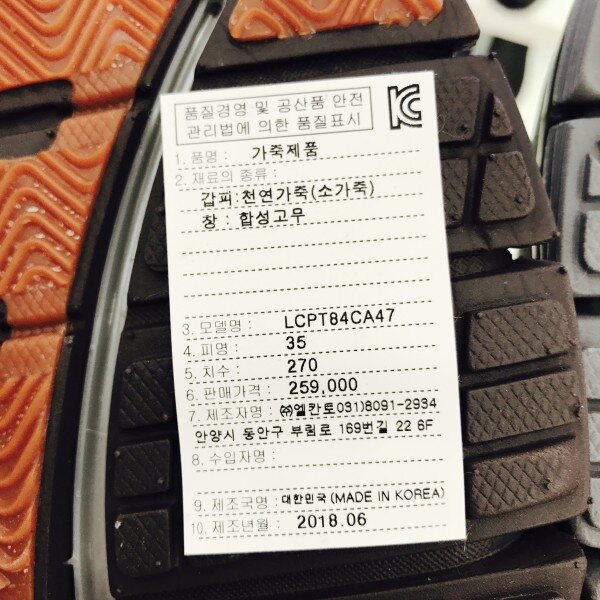 품질경영 및 공산품 안전
관리법에 의한 품질표시
KC
1. 품명 : 가죽제품
2. 재료의 종류 :
갑피:천연가죽(소가죽)
창 : 합성고무
3. 모델명 : LCPT84CA47
4. 피명 : 35
5. 치수 : 270
6. 판매가격 : 259,000
7. 제조자명 : ㈜엘칸토031)8091-2934
안양시 동안구 부림로 169번길 22 6F
8. 수입자명 :
9. 제조국명 : 대한민국 (MADE IN KOREA)
10. 제조년월 : 2018.06